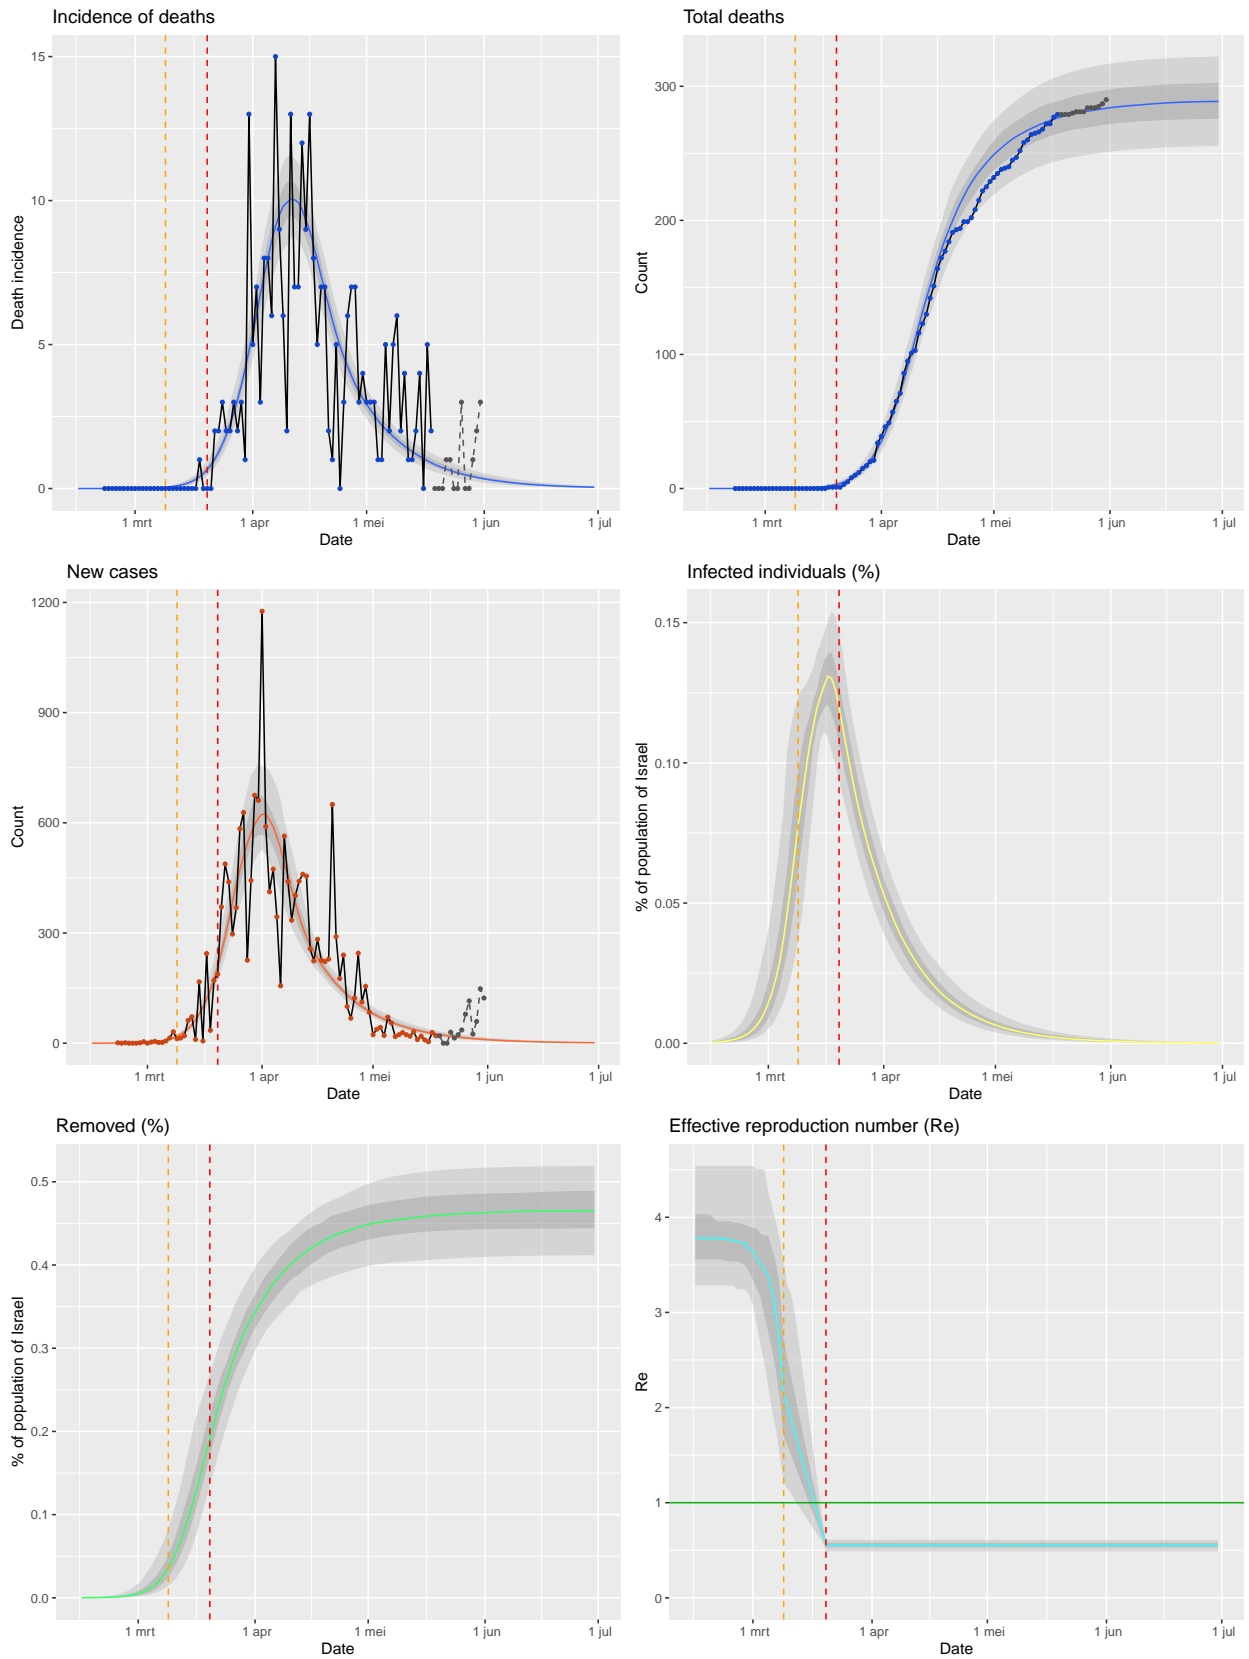 Incidence of deaths
15
10
5
0
Death incidence
1 mrt
1 apr
1 mei
1 jun
1 jul
Date
Total deaths
300
200
100
0
Count
1 mrt
1 apr
1 mei
1 jun
1 jul
Date
New cases
1200
900
600
300
0
Count
1 mrt
1 apr
1 mei
1 jun
1 jul
Date
Infected individuals (%)
0.15
0.10
0.05
0.00
% of population of Israel
1 mrt
1 apr
1 mei
1 jun
1 jul
Date
Removed (%)
0.5
0.4
0.3
0.2
0.1
0.0
% of population of Israel
1 mrt
1 apr
1 mei
1 jun
1 jul
Date
Effective reproduction number (Re)
4
3
2
1
0
Re
1 mrt
1 apr
1 mei
1 jun
1 jul
Date